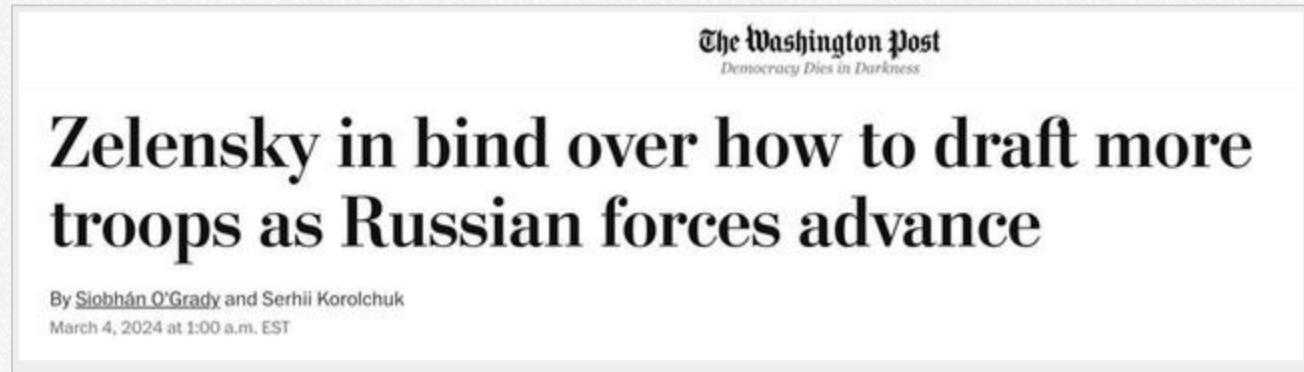 The Washington Post
Democracy Dies in Darkness
Zelensky in bind over how to draft more
troops as Russian forces advance
By Siobhán O'Grady and Serhii Korolchuk
March 4, 2024 at 1:00 a.m. EST